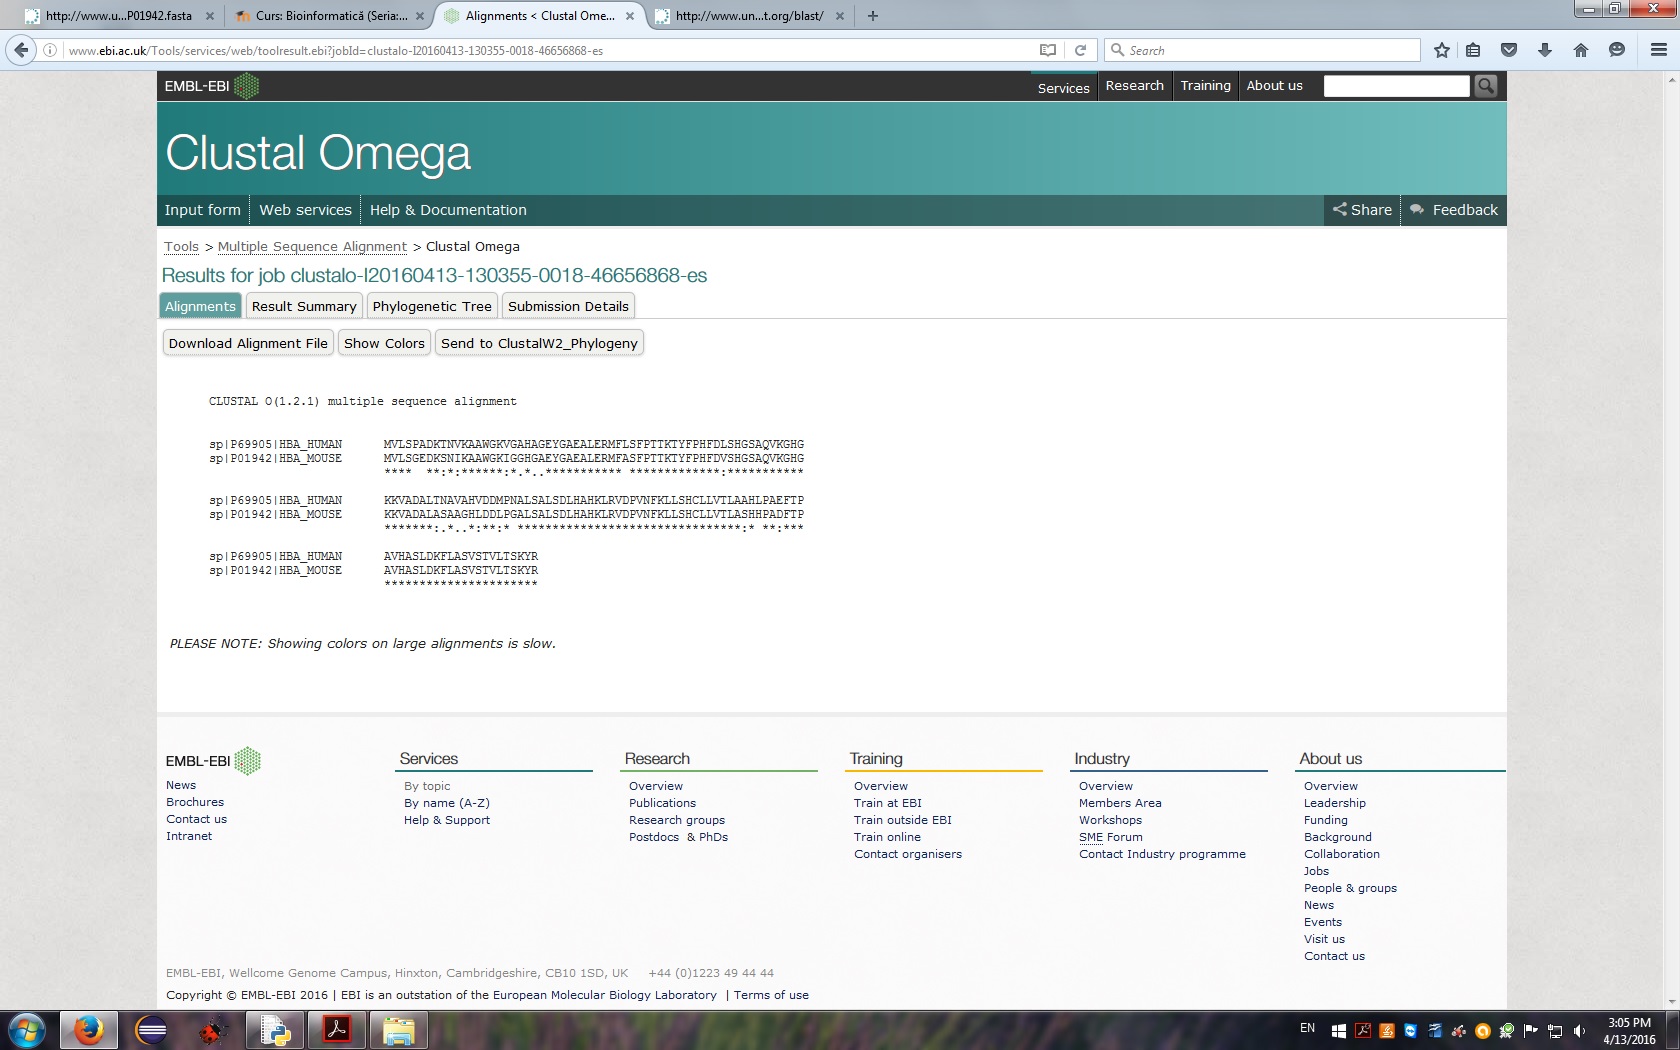 http://www.u...P01942.fasta
Curs: Bioinformatică (Seria:...
Alignments < Clustal Ome...
http://www.un...t.org/blast/
www.ebi.ac.uk/Tools/services/web/toolresult.ebi?jobId=clustalo-I20160413-130355-0018-46656868-es
Search
EMBL-EBI
Services
Research
Training
About us
Clustal Omega
Input form
Web services
Help & Documentation
Share
Feedback
Tools > Multiple Sequence Alignment > Clustal Omega
Results for job clustalo-I20160413-130355-0018-46656868-es
Alignments
Result Summary
Phylogenetic Tree
Submission Details
Download Alignment File
Show Colors
Send to ClustalW2_Phylogeny
CLUSTAL O(1.2.1) multiple sequence alignment
sp|P69905|HBA_HUMAN MVLSPADKTNVKAAWGKVGAHAGEYGAEALERMFLSFPTTKTYFPHFDLSHGSAQVKGHG
sp|P01942|HBA_MOUSE MVLSGEDKSNIKAAWGKIGGHGAEYGAEALERMFASFPTTKTYFPHFDVSHGSAQVKGHG
**** **:*:******:*.*..*********** *************:***********
sp|P69905|HBA_HUMAN KKVADALTNAVAHVDDMPNALSALSDLHAHKLRVDPVNFKLLSHCLLVTLAAHLPAEFTP
sp|P01942|HBA_MOUSE KKVADALASAAGHLDDLPGALSALSDLHAHKLRVDPVNFKLLSHCLLVTLASHHPADFTP
*******:.*..*:**:* ********************************:* **:***
sp|P69905|HBA_HUMAN AVHASLDKFLASVSTVLTSKYR
sp|P01942|HBA_MOUSE AVHASLDKFLASVSTVLTSKYR
**********************
PLEASE NOTE: Showing colors on large alignments is slow.
EMBL-EBI
News
Brochures
Contact us
Intranet
Services
By topic
By name (A-Z)
Help & Support
Research
Overview
Publications
Research groups
Postdocs & PhDs
Training
Overview
Train at EBI
Train outside EBI
Train online
Contact organisers
Industry
Overview
Members Area
Workshops
SME Forum
Contact Industry programme
About us
Overview
Leadership
Funding
Background
Collaboration
Jobs
People & groups
News
Events
Visit us
Contact us
EMBL-EBI, Wellcome Genome Campus, Hinxton, Cambridgeshire, CB10 1SD, UK +44 (0)1223 49 44 44
Copyright © EMBL-EBI 2016 | EBI is an outstation of the European Molecular Biology Laboratory | Terms of use
EN
3:05 PM
4/13/2016